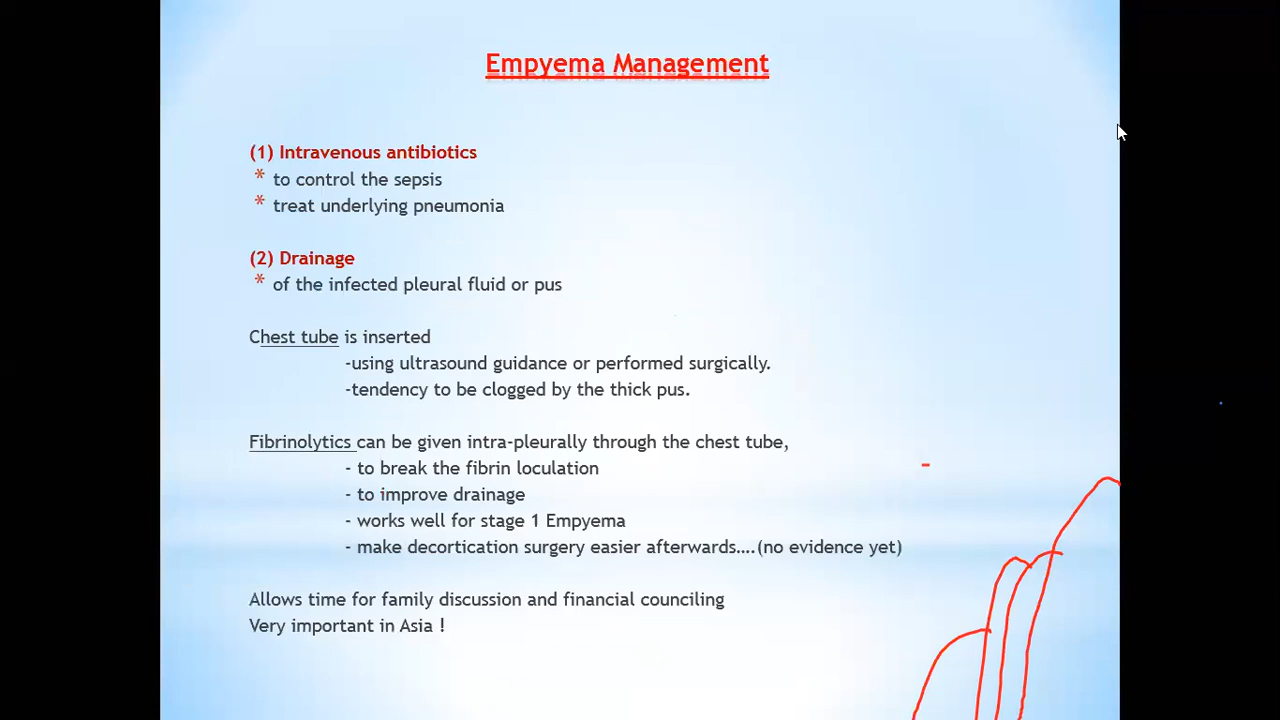 Empyema Management
(1) Intravenous antibiotics
* to control the sepsis
* treat underlying pneumonia
(2) Drainage
* of the infected pleural fluid or pus
Chest tube is inserted
-using ultrasound guidance or performed surgically.
-tendency to be clogged by the thick pus.
Fibrinolytics can be given intra-pleurally through the chest tube,
- to break the fibrin loculation
- to improve drainage
- works well for stage 1 Empyema
- make decortication surgery easier afterwards....(no evidence yet)
Allows time for family discussion and financial counciling
Very important in Asia !